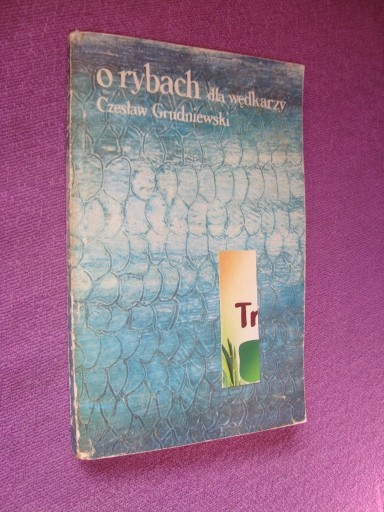 o rybach dla wędkarzy
Czesław Grudniewski
Tr